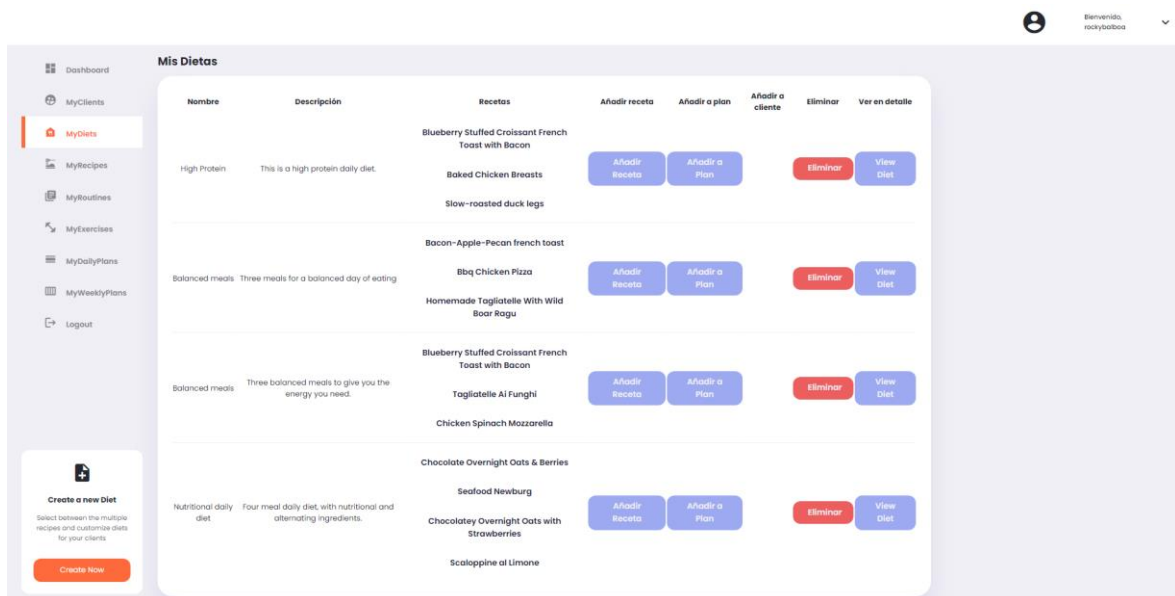 Bienvenido,
rockybalboa
Dashboard
MyClients
MyDiets
MyRecipes
MyRoutines
MyExercises
MyDailyPlans
MyWeeklyPlans
Logout
Create a new Diet
Select between the multiple
recipes and customize diets
for your clients
Create Now
Mis Dietas
Nombre
Descripción
Recetas
Añadir receta
Añadir a plan
Añadir a
cliente
Eliminar
Ver en detalle
High Protein
This is a high protein daily diet.
Blueberry Stuffed Croissant French
Toast with Bacon
Baked Chicken Breasts
Slow-roasted duck legs
Añadir
Receta
Añadir a
Plan
Eliminar
View
Diet
Balanced meals
Three meals for a balanced day of eating
Bacon-Apple-Pecan french toast
Bbq Chicken Pizza
Homemade Tagliatelle With Wild
Boar Ragu
Añadir
Receta
Añadir a
Plan
Eliminar
View
Diet
Balanced meals
Three balanced meals to give you the
energy you need.
Blueberry Stuffed Croissant French
Toast with Bacon
Tagliatelle Ai Funghi
Chicken Spinach Mozzarella
Añadir
Receta
Añadir a
Plan
Eliminar
View
Diet
Nutritional daily
diet
Four meal daily diet, with nutritional and
alternating ingredients.
Chocolate Overnight Oats & Berries
Seafood Newburg
Chocolatey Overnight Oats with
Strawberries
Scaloppine al Limone
Añadir
Receta
Añadir a
Plan
Eliminar
View
Diet